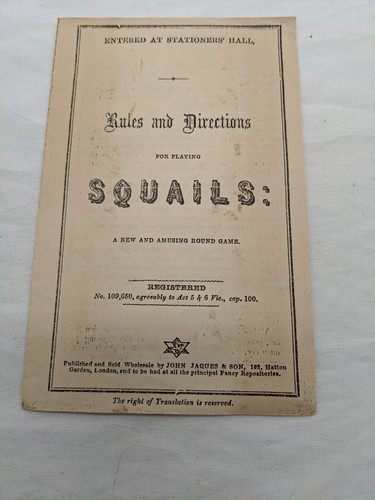 ENTERED AT STATIONERS' HALL,
Rules and Directions
FOR PLAYING
SQUAILS:
A NEW AND AMUSING ROUND GAME.
REGISTERED
No. 109,650, agreeably to Act 5 & 6 Vic., cap. 100.
Published and Sold Wholesale by JOHN JAQUES & SON, 102, Hatton
Garden, London, and to be had at all the principal Fancy Repositories.
The right of Translation is reserved.